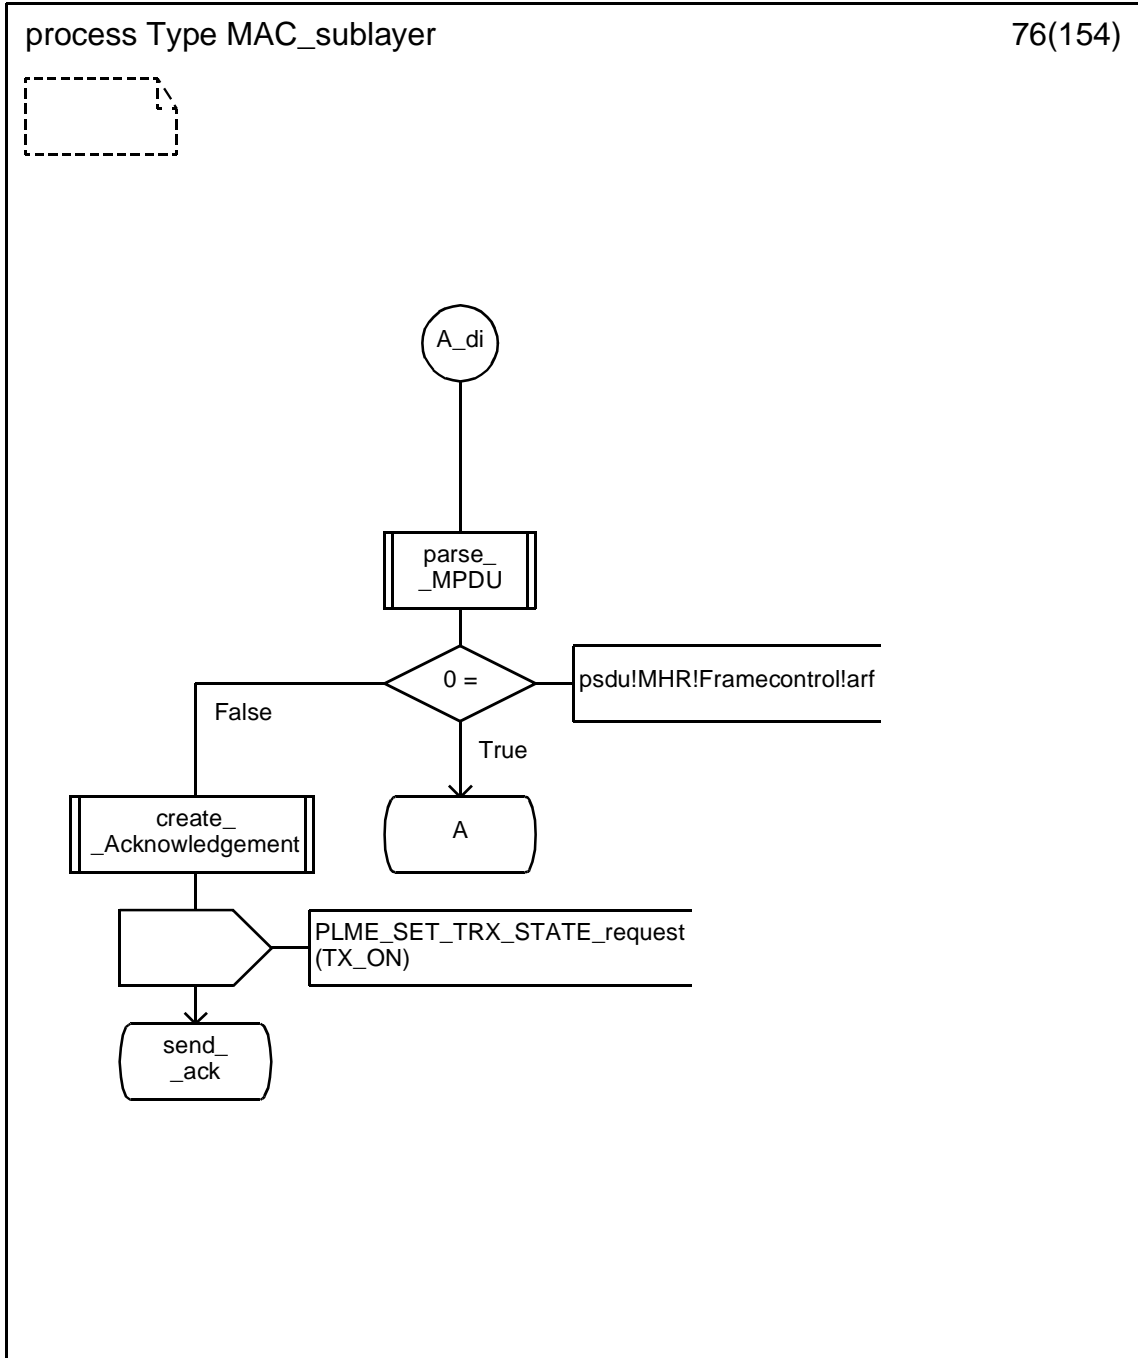 process Type MAC_sublayer
76(154)
A_di
parse_
_MPDU
0 =
psdu!MHR!Framecontrol!arf
False
True
create_
_Acknowledgement
A
PLME_SET_TRX_STATE_request
(TX_ON)
send_
_ack